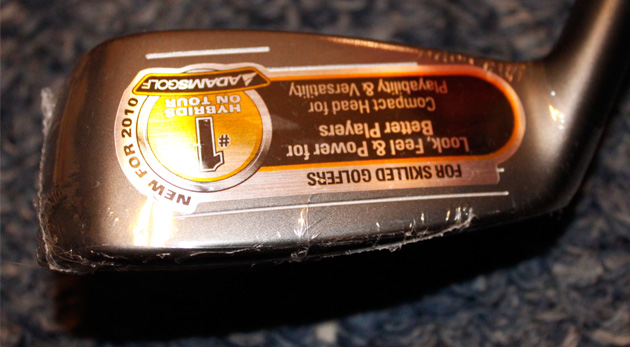 FOR SKILLED GOLFERS
Look, Feel & Power for
Better Players
Compact Head for
Playability & Versatility
NEW FOR 2010
#1
HYBRIDS
ON TOUR
ADAMSGOLF